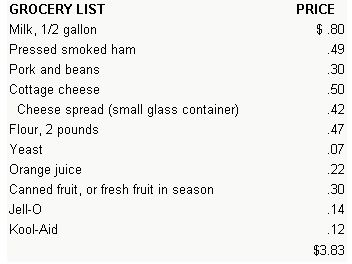 GROCERY LIST PRICE
Milk, 1/2 gallon $ .80
Pressed smoked ham .49
Pork and beans .30
Cottage cheese .50
Cheese spread (small glass container) .42
Flour, 2 pounds .47
Yeast .07
Orange juice .22
Canned fruit, or fresh fruit in season .30
Jell-O .14
Kool-Aid .12
$3.83